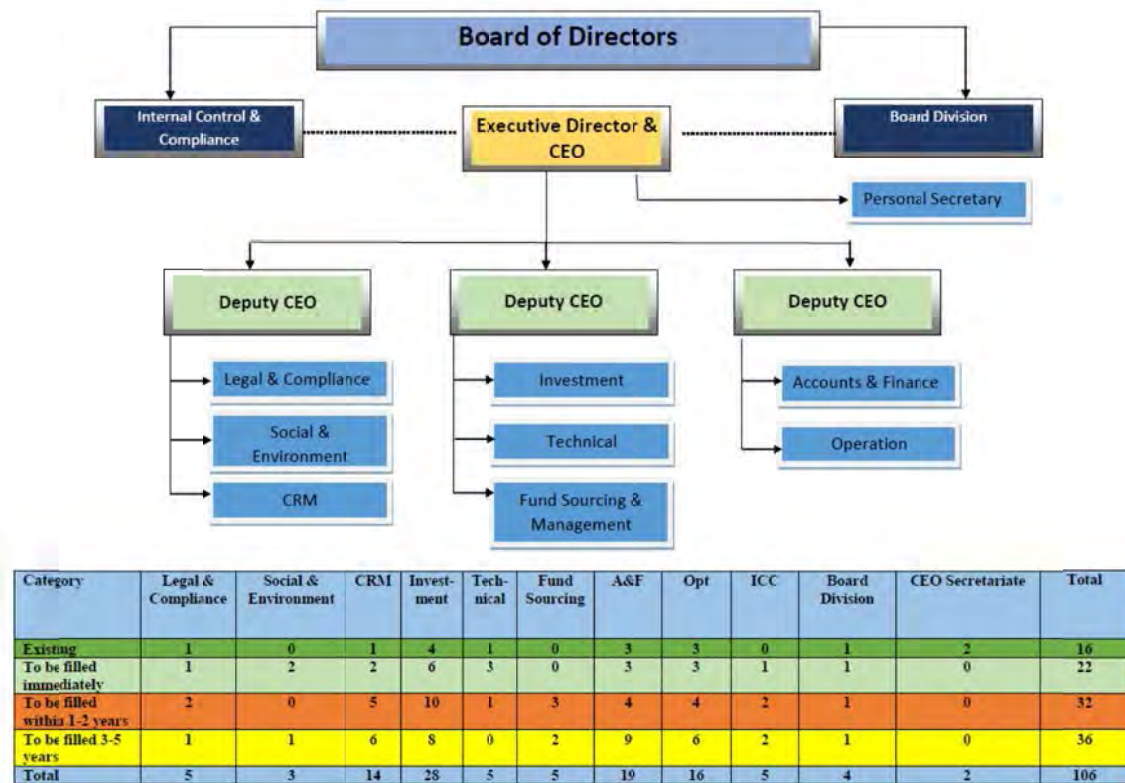 Board of Directors
Internal Control &
Compliance
Executive Director &
CEO
Board Division
Personal Secretary
Deputy CEO
Deputy CEO
Deputy CEO
Legal & Compliance
Social &
Environment
CRM
Investment
Technical
Fund Sourcing &
Management
Accounts & Finance
Operation
Category Legal & Social & CRM Invest- Tech- Fund A&F Opt ICC Board CEO Secretariate Total
Compliance Environment ment nical Sourcing Division
Existing 1 0 1 4 1 0 3 3 0 1 2 16
To be filled 1 2 2 6 3 0 3 3 1 1 0 22
immediately
To be filled 2 0 5 10 1 3 4 4 2 1 0 32
within 1-2 years
To be filled 3-5 1 1 6 8 0 2 9 6 2 1 0 36
years
Total 5 3 14 28 5 5 19 16 5 4 2 106